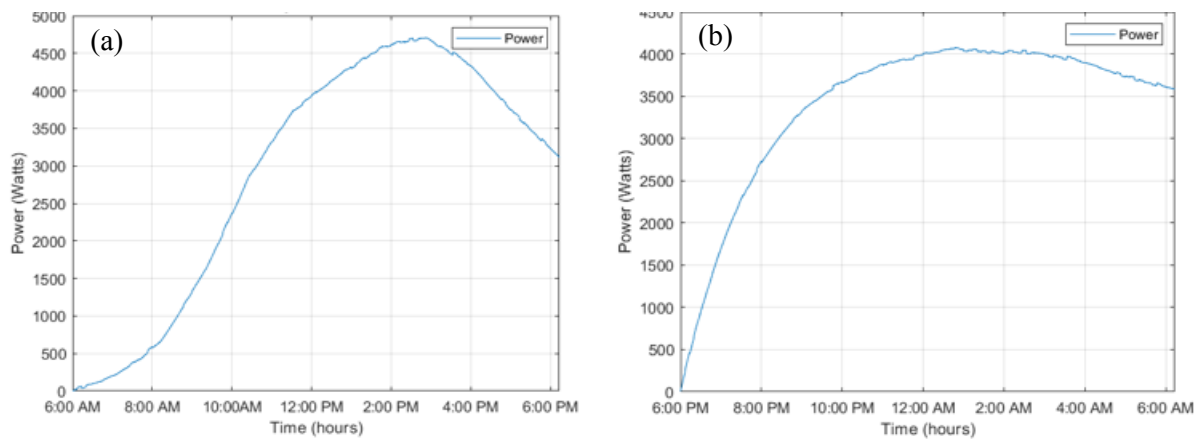 (a)
Power
5000
4500
4000
3500
3000
2500
2000
1500
1000
500
0
Power (Watts)
6:00 AM 8:00 AM 10:00AM 12:00 PM 2:00 PM 4:00 PM 6:00 PM
Time (hours)
(b)
Power
4500
4000
3500
3000
2500
2000
1500
1000
500
0
Power (Watts)
6:00 PM 8:00 PM 10:00 PM 12:00 AM 2:00 AM 4:00 AM 6:00 AM
Time (hours)